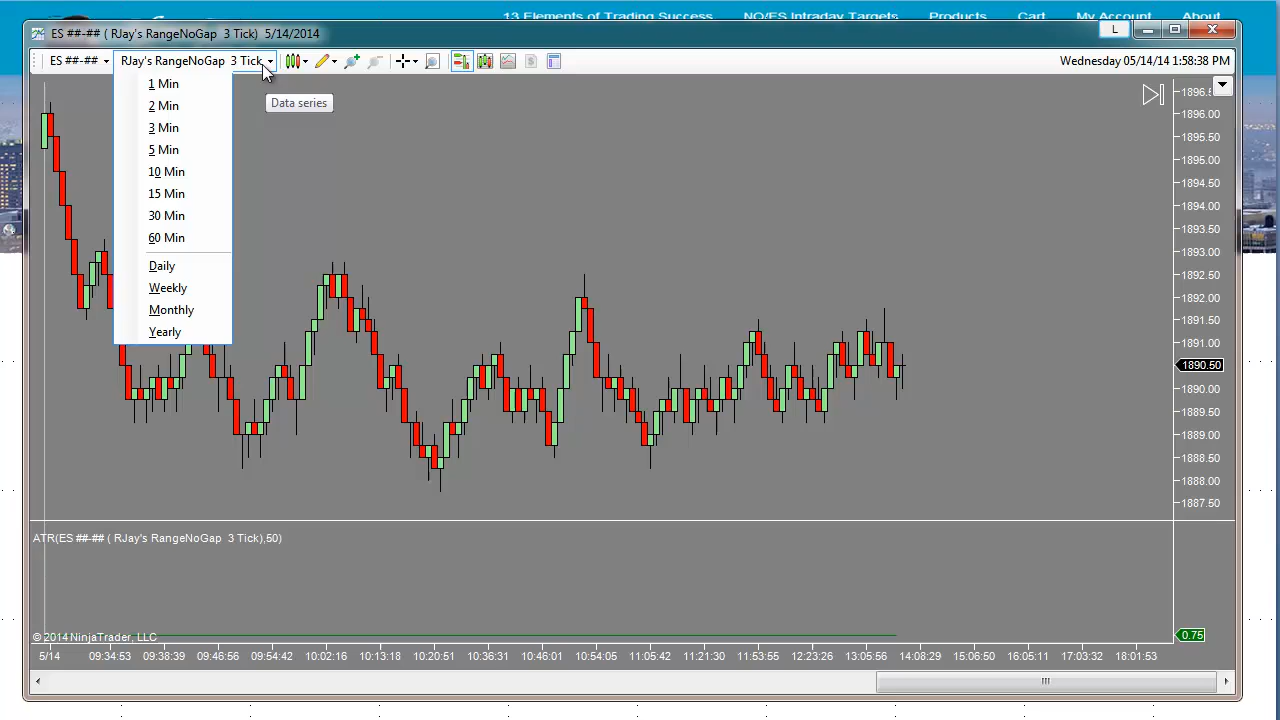 13 Elements of Trading Success NQ/ES Intraday Targets Products Cart My Account About
ES ##-## ( RJay's RangeNoGap 3 Tick) 5/14/2014
L
ES ##-## RJay's RangeNoGap 3 Tick
Wednesday 05/14/14 1:58:38 PM
Data series
1 Min
2 Min
3 Min
5 Min
10 Min
15 Min
30 Min
60 Min
Daily
Weekly
Monthly
Yearly
1896.5
1896.00
1895.50
1895.00
1894.50
1894.00
1893.50
1893.00
1892.50
1892.00
1891.50
1891.00
1890.50
1890.00
1889.50
1889.00
1888.50
1888.00
1887.50
ATR(ES ##-## ( RJay's RangeNoGap 3 Tick),50)
© 2014 NinjaTrader, LLC
0.75
5/14 09:34:53 09:38:39 09:46:56 09:54:42 10:02:16 10:13:18 10:20:51 10:36:31 10:46:01 10:54:05 11:05:42 11:21:30 11:53:55 12:23:26 13:05:56 14:08:29 15:06:50 16:05:11 17:03:32 18:01:53